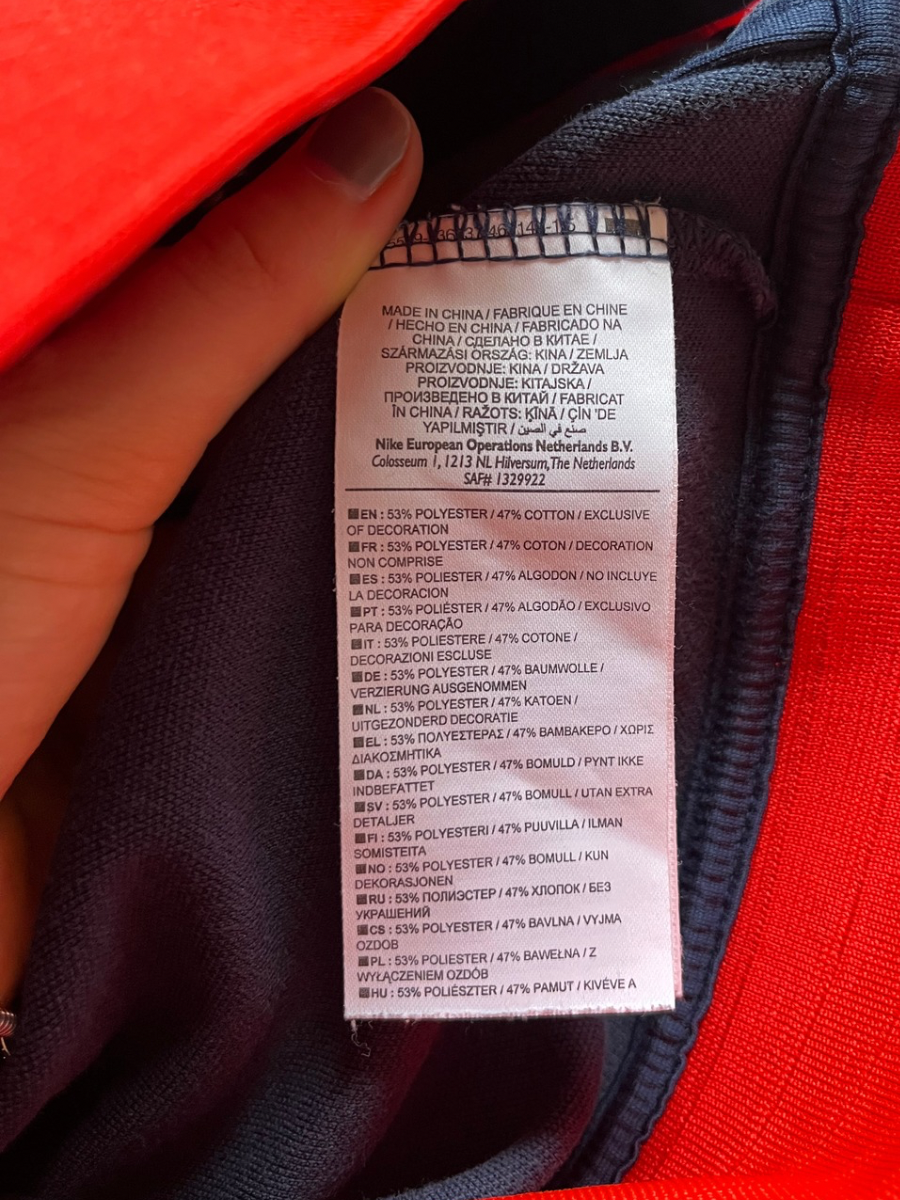 MADE IN CHINA / FABRIQUE EN CHINE
/ HECHO EN CHINA / FABRICADO NA
CHINA / СДЕЛАНО В КИТАЕ /
SZÁRMAZÁSI ORSZÁG: KINA / ZEMLJA
PROIZVODNJE: KINA / DRŽAVA
PROIZVODNJE: KITAJSKA /
ПРОИЗВЕДЕНО В КИТАЙ / FABRICAT
ÎN CHINA / RAŽOTS: ĶĪNĀ / ÇİN 'DE
YAPILMIŞTIR / صنع في الصين
Nike European Operations Netherlands B.V.
Colosseum 1, 1213 NL Hilversum, The Netherlands
SAF# 1329922
EN : 53% POLYESTER / 47% COTTON / EXCLUSIVE
OF DECORATION
FR : 53% POLYESTER / 47% COTON / DECORATION
NON COMPRISE
ES : 53% POLIESTER / 47% ALGODON / NO INCLUYE
LA DECORACION
PT : 53% POLIÉSTER / 47% ALGODÃO / EXCLUSIVO
PARA DECORAÇÃO
IT : 53% POLIESTERE / 47% COTONE /
DECORAZIONI ESCLUSE
DE : 53% POLYESTER / 47% BAUMWOLLE /
VERZIERUNG AUSGENOMMEN
NL : 53% POLYESTER / 47% KATOEN /
UITGEZONDERD DECORATIE
EL : 53% ΠΟΛΥΕΣΤΕΡΑΣ / 47% ΒΑΜΒΑΚΕΡΟ / ΧΩΡΙΣ
ΔΙΑΚΟΣΜΗΤΙΚΑ
DA : 53% POLYESTER / 47% BOMULD / PYNT IKKE
INDBEFATTET
SV : 53% POLYESTER / 47% BOMULL / UTAN EXTRA
DETALJER
FI : 53% POLYESTERI / 47% PUUVILLA / ILMAN
SOMISTEITA
NO : 53% POLYESTER / 47% BOMULL / KUN
DEKORASJONEN
RU : 53% ПОЛИЭСТЕР / 47% ХЛОПОК / БЕЗ
УКРАШЕНИЙ
CS : 53% POLYESTER / 47% BAVLNA / VYJMA
OZDOB
PL : 53% POLIESTER / 47% BAWEŁNA / Z
WYŁĄCZENIEM OZDÓB
HU : 53% POLIÉSZTER / 47% PAMUT / KIVÉVE A